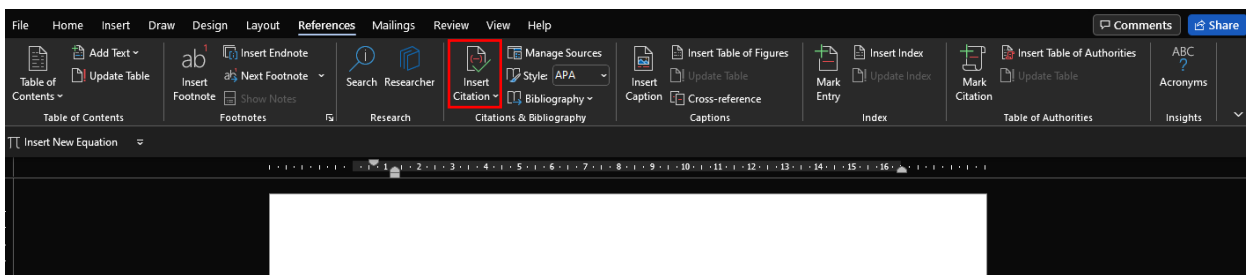 File Home Insert Draw Design Layout References Mailings Review View Help Comments Share
Table of Contents
Add Text
Update Table
Table of Contents
ab1
Insert Footnote
Insert Endnote
Next Footnote
Show Notes
Footnotes
Search Researcher
Research
Insert Citation
Manage Sources
Style: APA
Bibliography
Citations & Bibliography
Insert Caption
Insert Table of Figures
Update Table
Cross-reference
Captions
Mark Entry
Insert Index
Update Index
Index
Mark Citation
Insert Table of Authorities
Update Table
Table of Authorities
ABC
?
Acronyms
Insights
π Insert New Equation
1 2 3 4 5 6 7 8 9 10 11 12 13 14 15 16